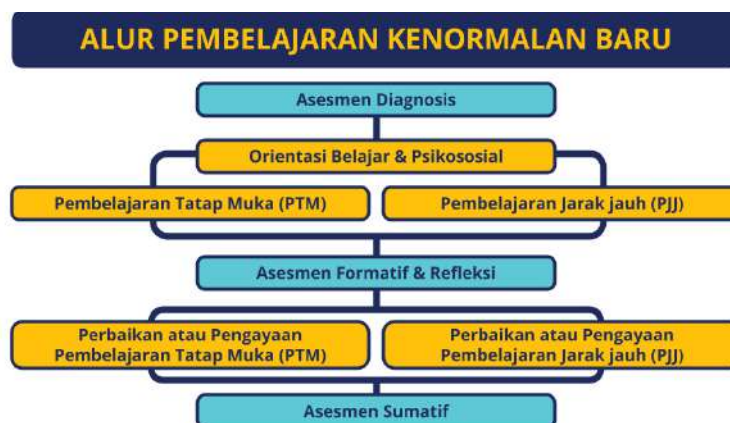 ALUR PEMBELAJARAN KENORMALAN BARU
Asesmen Diagnosis
Orientasi Belajar & Psikososial
Pembelajaran Tatap Muka (PTM)
Pembelajaran Jarak jauh (PJJ)
Asesmen Formatif & Refleksi
Perbaikan atau Pengayaan
Pembelajaran Tatap Muka (PTM)
Perbaikan atau Pengayaan
Pembelajaran Jarak jauh (PJJ)
Asesmen Sumatif